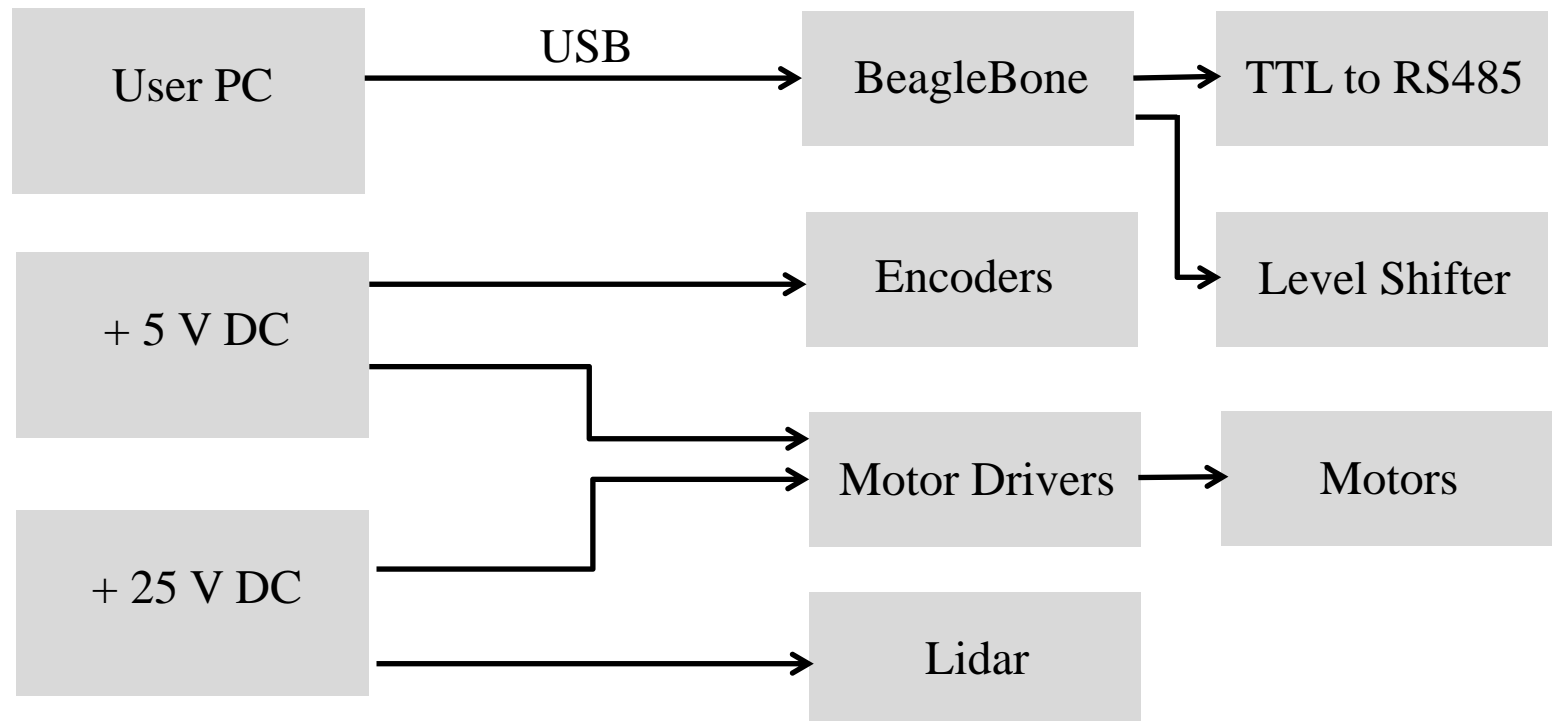 User PC
USB
BeagleBone
TTL to RS485
+ 5 V DC
Encoders
Level Shifter
Motor Drivers
Motors
+ 25 V DC
Lidar